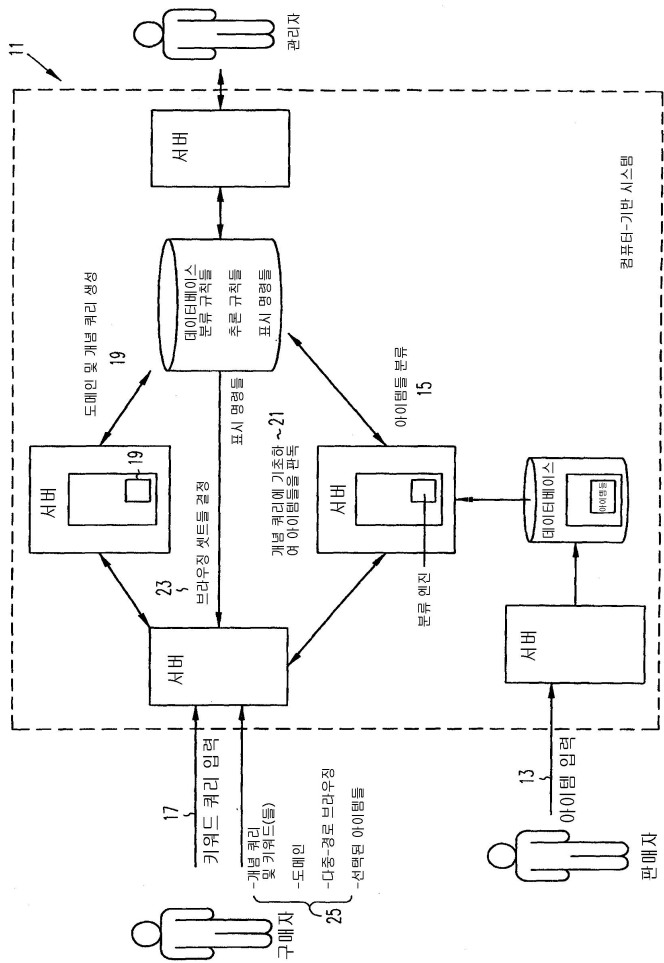 11
관리자
서버
컴퓨터-기반 시스템
도메인 및 개념 쿼리 생성
19
데이터베이스
분류 규칙들
추론 규칙들
표시 명령들
표시 명령들
아이템들 분류
15
서버
19
23
브라우징 셋트들 결정
개념 쿼리에 기초하
여 아이템들을 판독
21
서버
분류 엔진
데이터베이스
아이템들
서버
서버
17
키워드 쿼리 입력
-개념 쿼리
및 키워드(들)
-도메인
-다중-경로 브라우징
-선택된 아이템들
25
구매자
13
아이템 입력
판매자